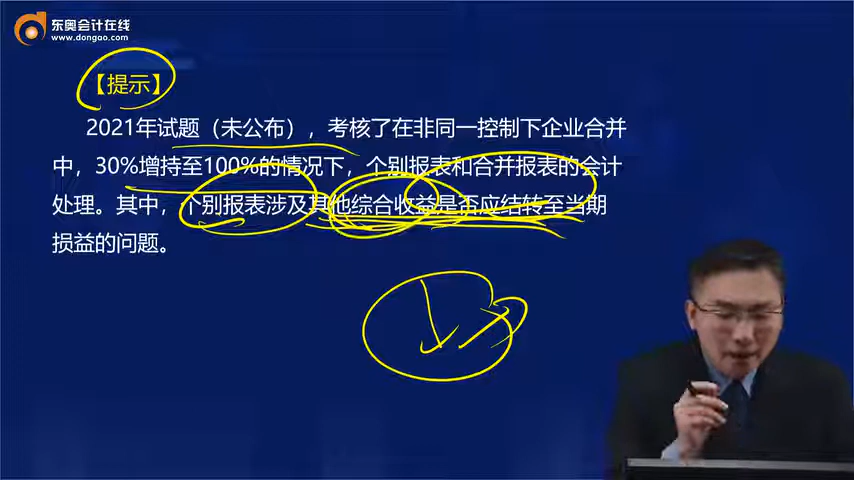 东奥会计在线
www.dongao.com
【提示】
2021年试题（未公布），考核了在非同一控制下企业合并
中，30%增持至100%的情况下，个别报表和合并报表的会计
处理。其中，个别报表涉及其他综合收益是否应结转至当期
损益的问题。